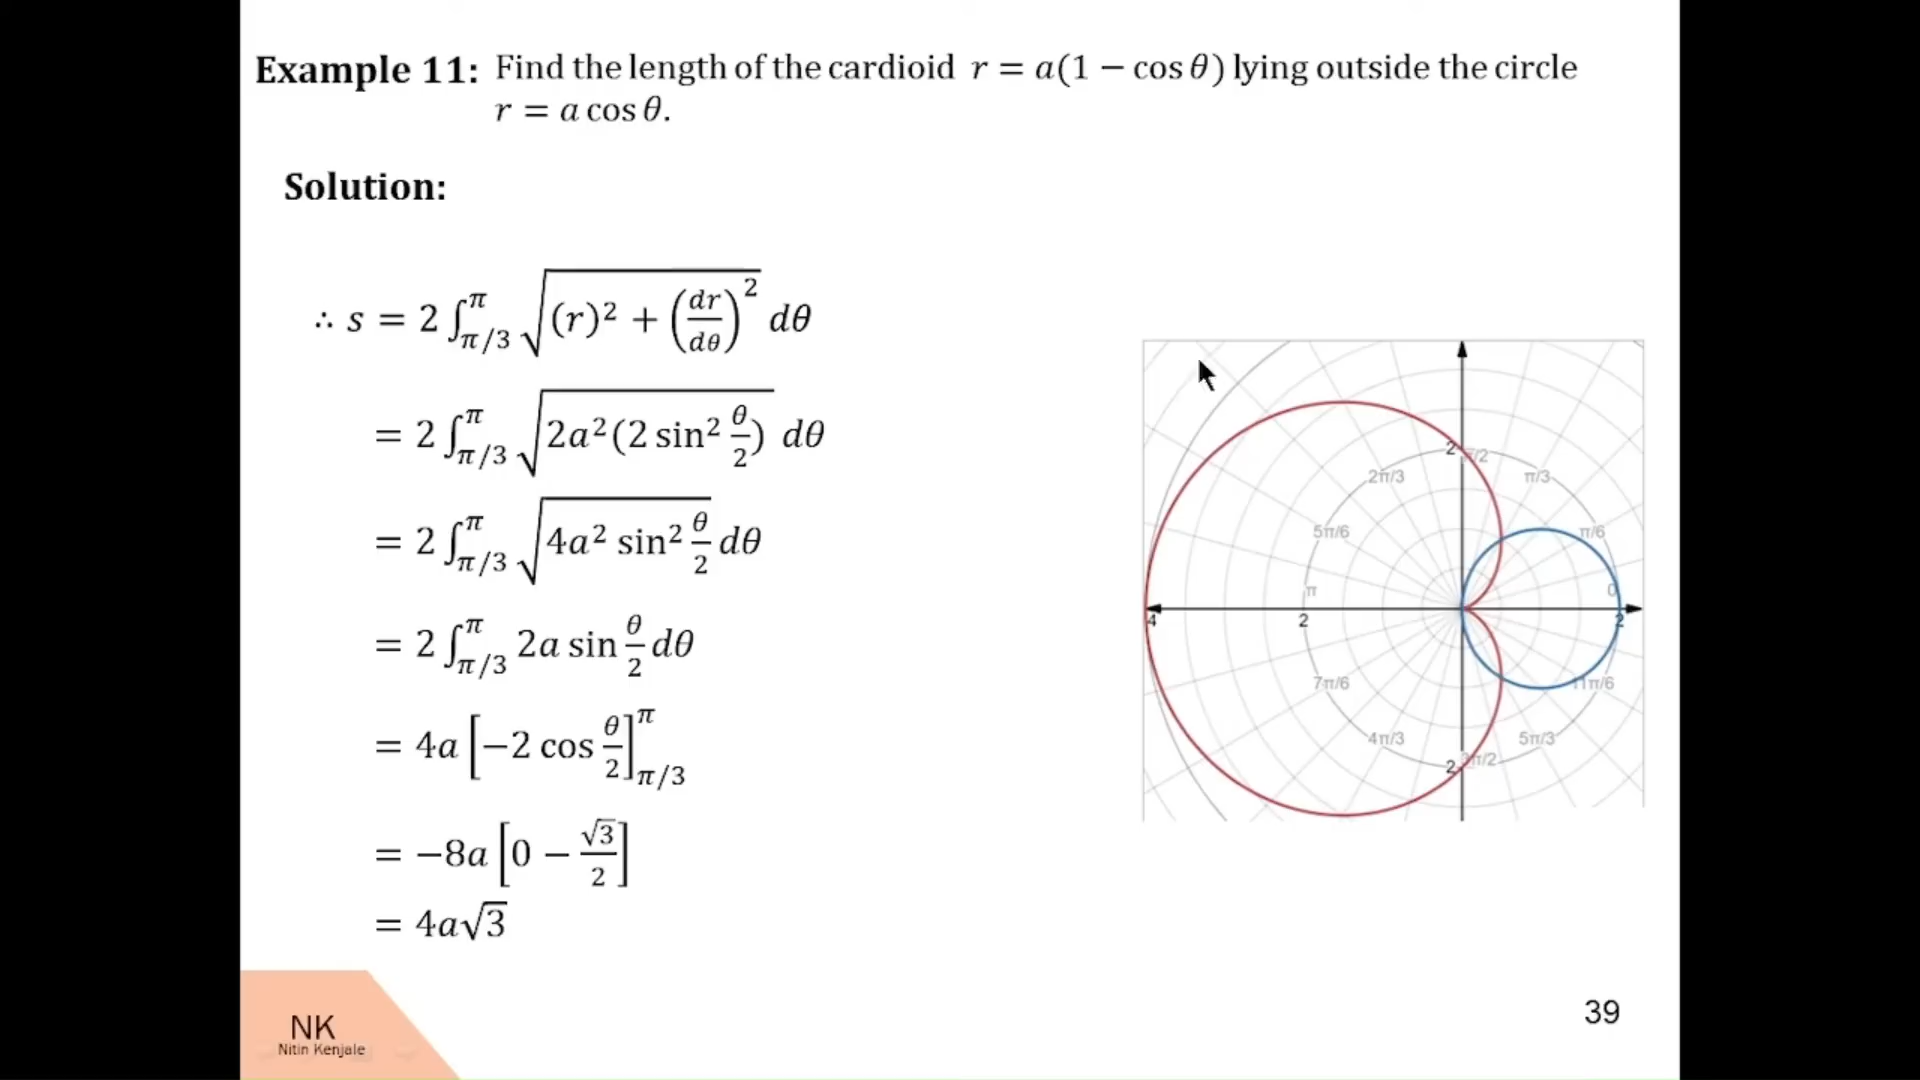 Example 11: Find the length of the cardioid r = a(1 − cos θ) lying outside the circle
r = a cos θ.
Solution:
∴ s = 2 ∫_{π/3}^{π} √((r)² + (dr/dθ)²) dθ
= 2 ∫_{π/3}^{π} √(2a²(2 sin² θ/2)) dθ
= 2 ∫_{π/3}^{π} √(4a² sin² θ/2) dθ
= 2 ∫_{π/3}^{π} 2a sin θ/2 dθ
= 4a [−2 cos θ/2]_{π/3}^{π}
= −8a [0 − √3/2]
= 4a√3
2 π/2
2π/3 π/3
5π/6 π/6
π 0
4 2 2
7π/6 11π/6
4π/3 5π/3
2 3π/2
NK
Nitin Kenjale
39